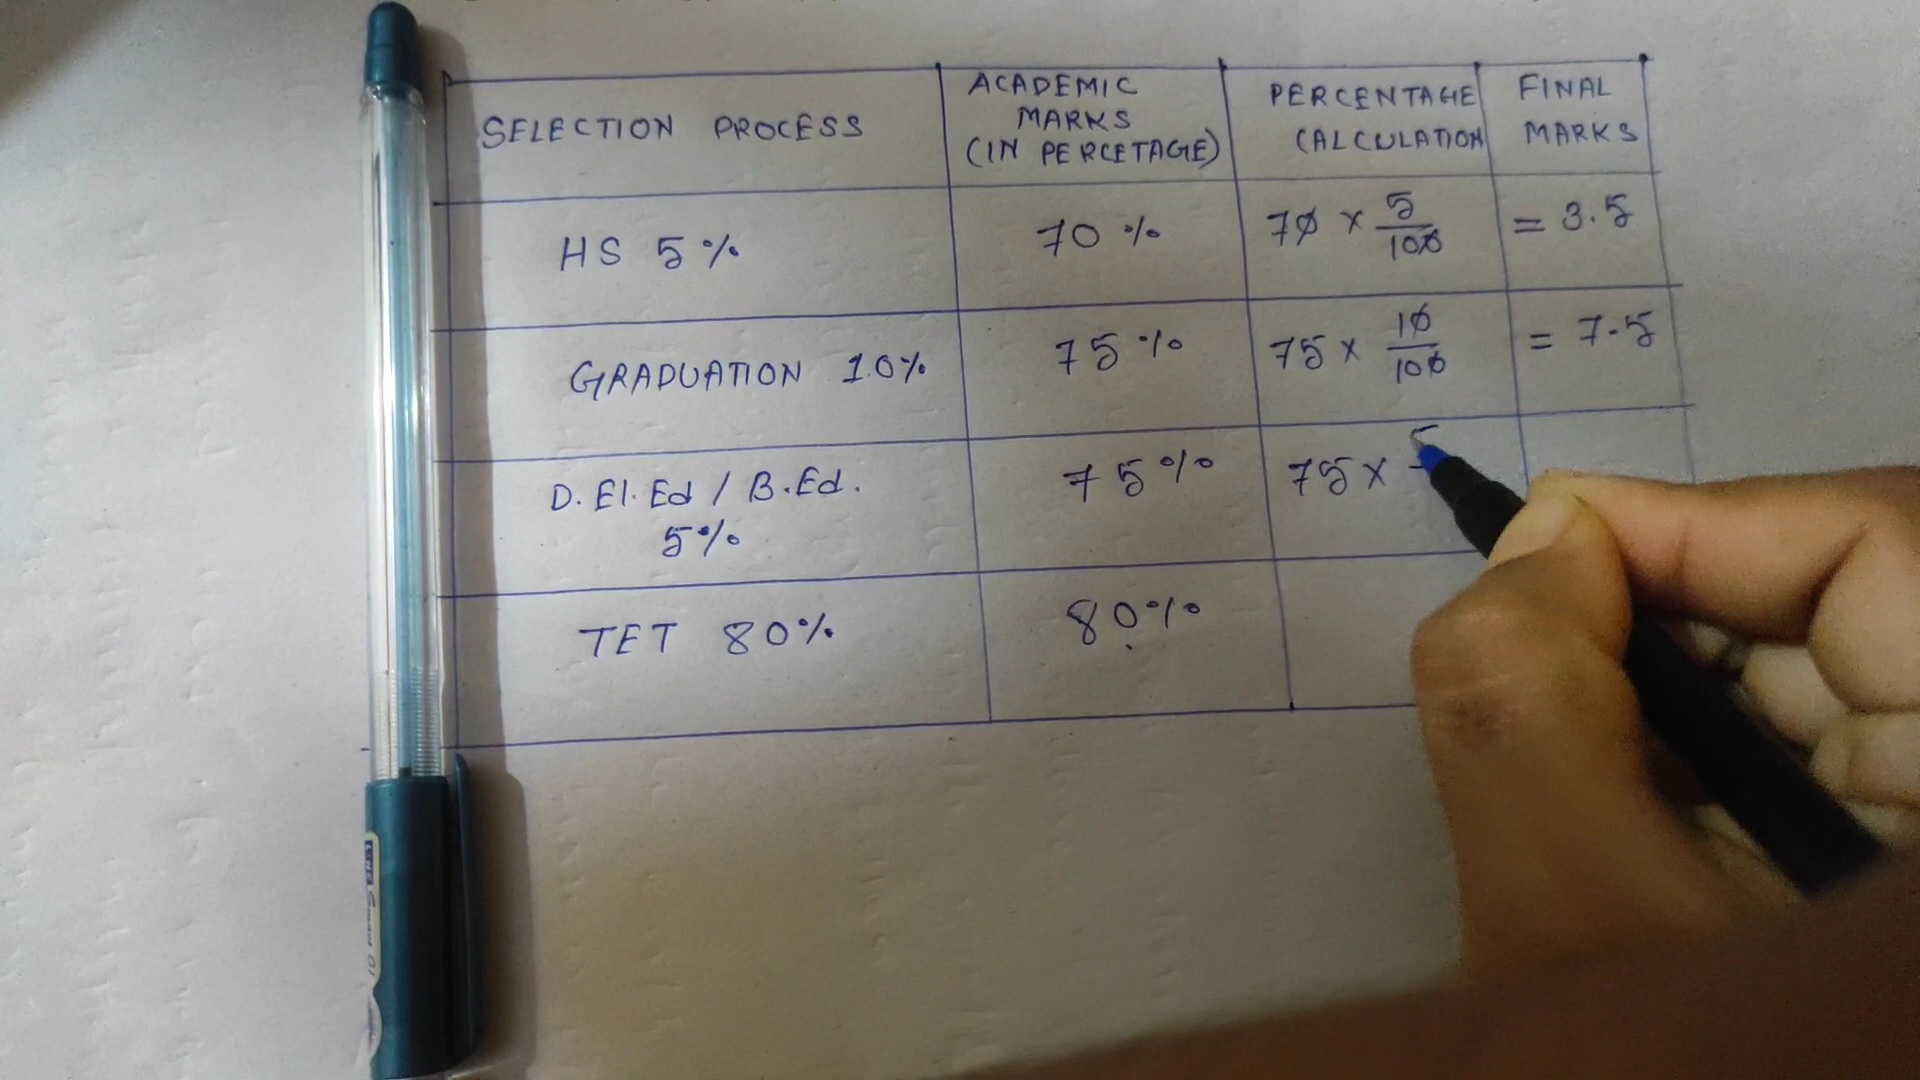 SELECTION PROCESS
ACADEMIC
MARKS
(IN PERCETAGE)
PERCENTAGE
CALCULATION
FINAL
MARKS
HS 5%
70%
70 × 5/100
= 3.5
GRADUATION 10%
75%
75 × 10/100
= 7.5
D.El.Ed / B.Ed.
5%
75%
75 × 5
TET 80%
80%